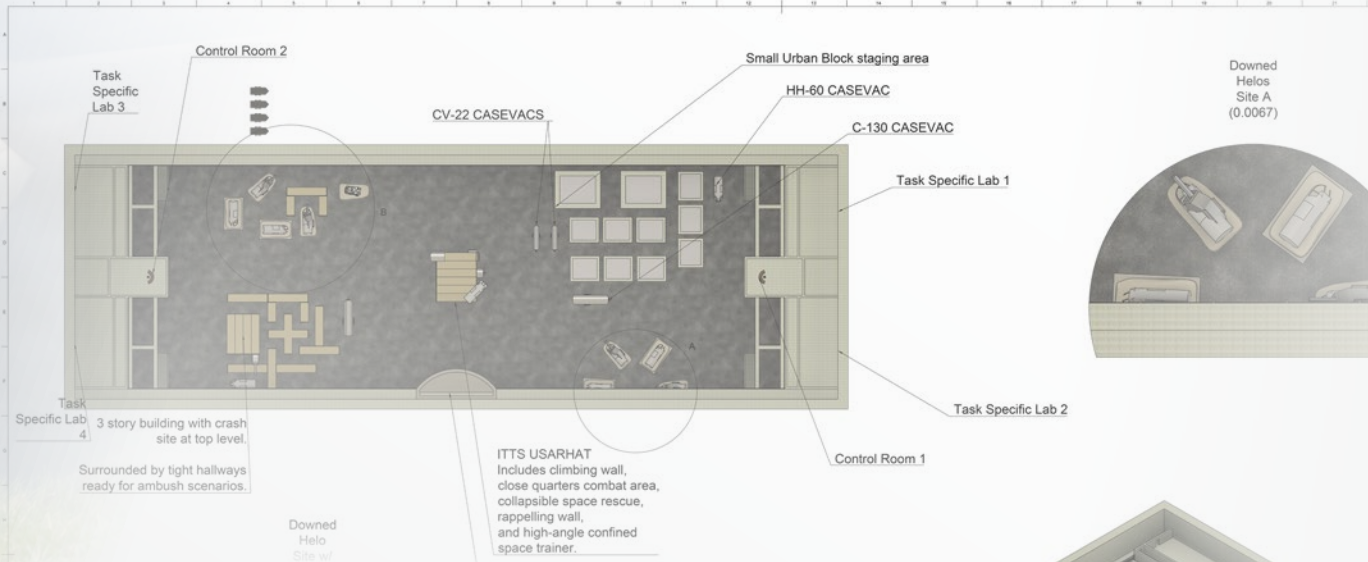 Control Room 2
Task
Specific
Lab 3
CV-22 CASEVACS
Small Urban Block staging area
HH-60 CASEVAC
C-130 CASEVAC
Task Specific Lab 1
Downed
Helos
Site A
(0.0067)
B
A
Task
Specific Lab
4
3 story building with crash
site at top level.
Surrounded by tight hallways
ready for ambush scenarios.
ITTS USARHAT
Includes climbing wall,
close quarters combat area,
collapsible space rescue,
rappelling wall,
and high-angle confined
space trainer.
Task Specific Lab 2
Control Room 1
Downed
Helo
Site w/